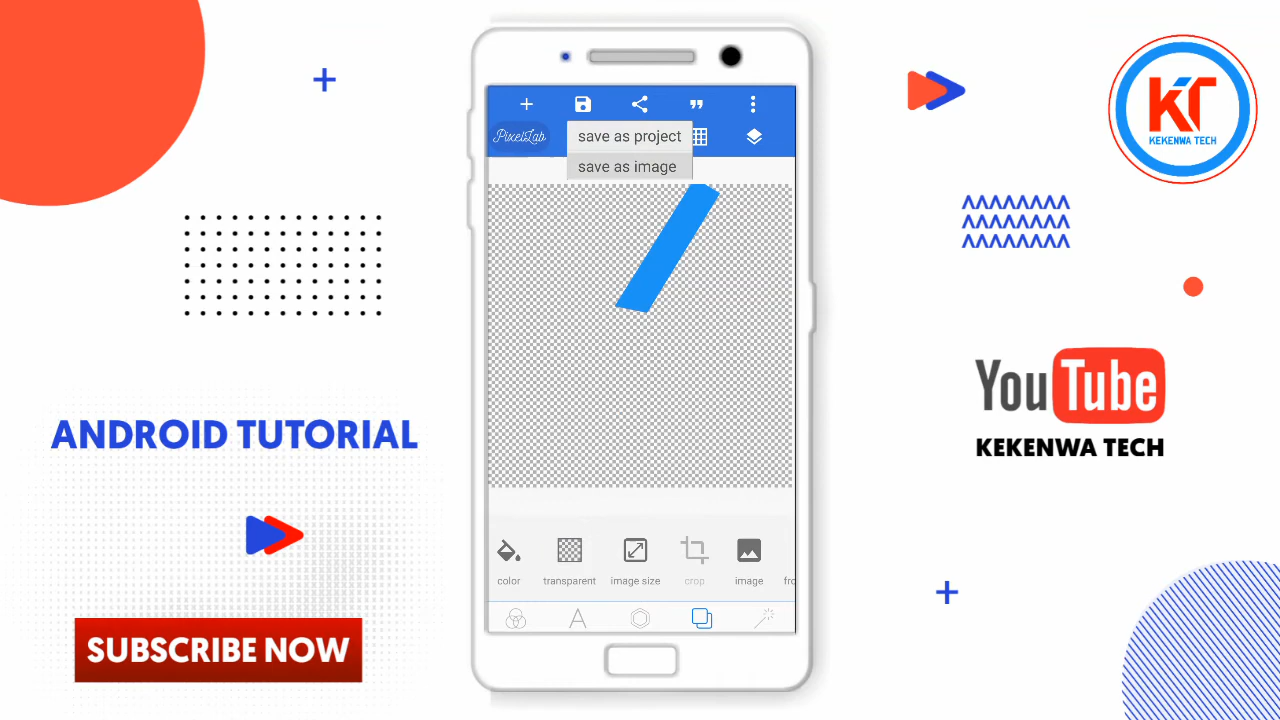 KT
KEKENWA TECH
PixelLab
save as project
save as image
ANDROID TUTORIAL
YouTube
KEKENWA TECH
color
transparent
image size
crop
image
fro
SUBSCRIBE NOW